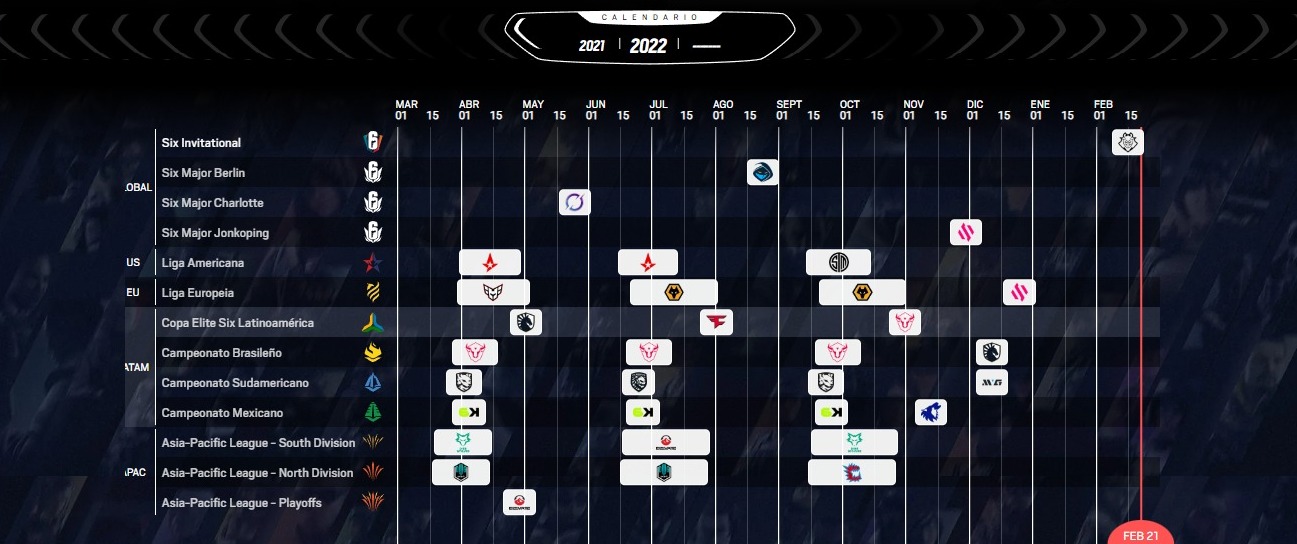 CALENDARIO
2021 2022
MAR ABR MAY JUN JUL AGO SEPT OCT NOV DIC ENE FEB
01 15 01 15 01 15 01 15 01 15 01 15 01 15 01 15 01 15 01 15 01 15 01 15
Six Invitational
Six Major Berlin
.OBAL
Six Major Charlotte
Six Major Jonkoping
US Liga Americana
EU Liga Europeia
Copa Elite Six Latinoamérica
Campeonato Brasileño
ATAM
Campeonato Sudamericano
Campeonato Mexicano
Asia-Pacific League - South Division
APAC Asia-Pacific League - North Division
Asia-Pacific League - Playoffs
FEB 21